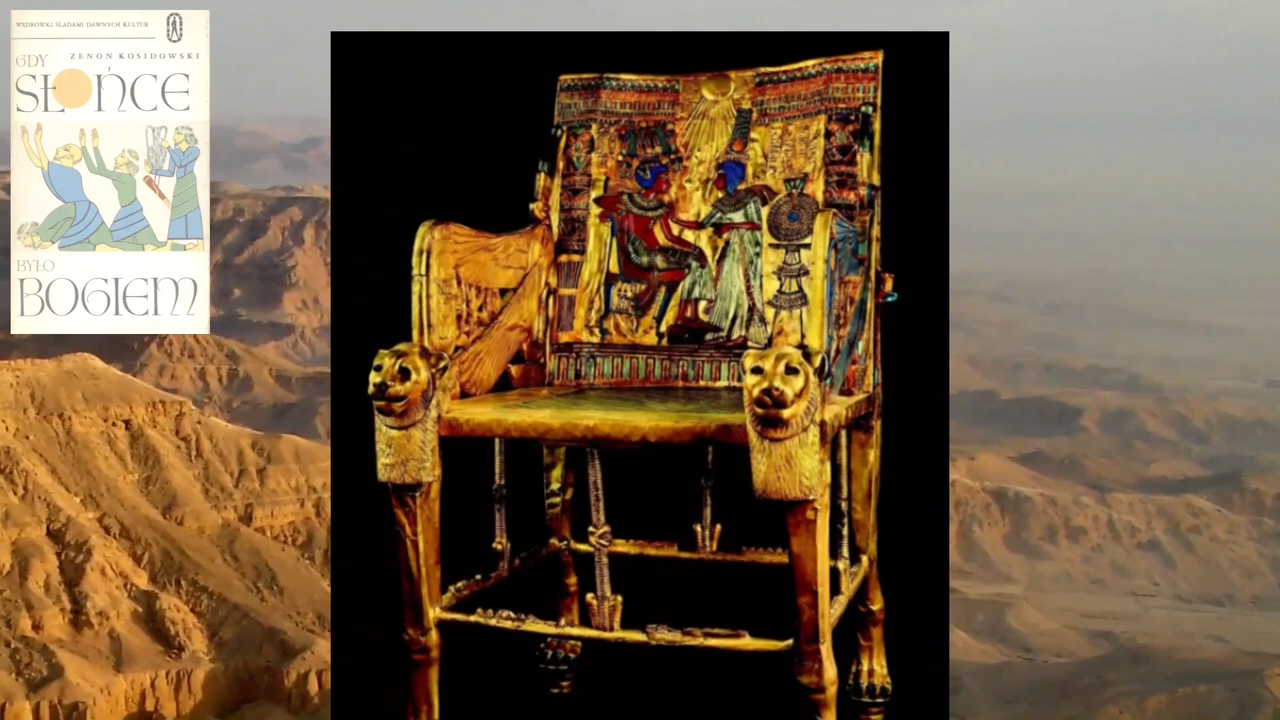 WĘDRÓWKI ŚLADAMI DAWNYCH KULTUR
ZENON KOSIDOWSKI
GDY
SŁOŃCE
BYŁO
BOGIEM